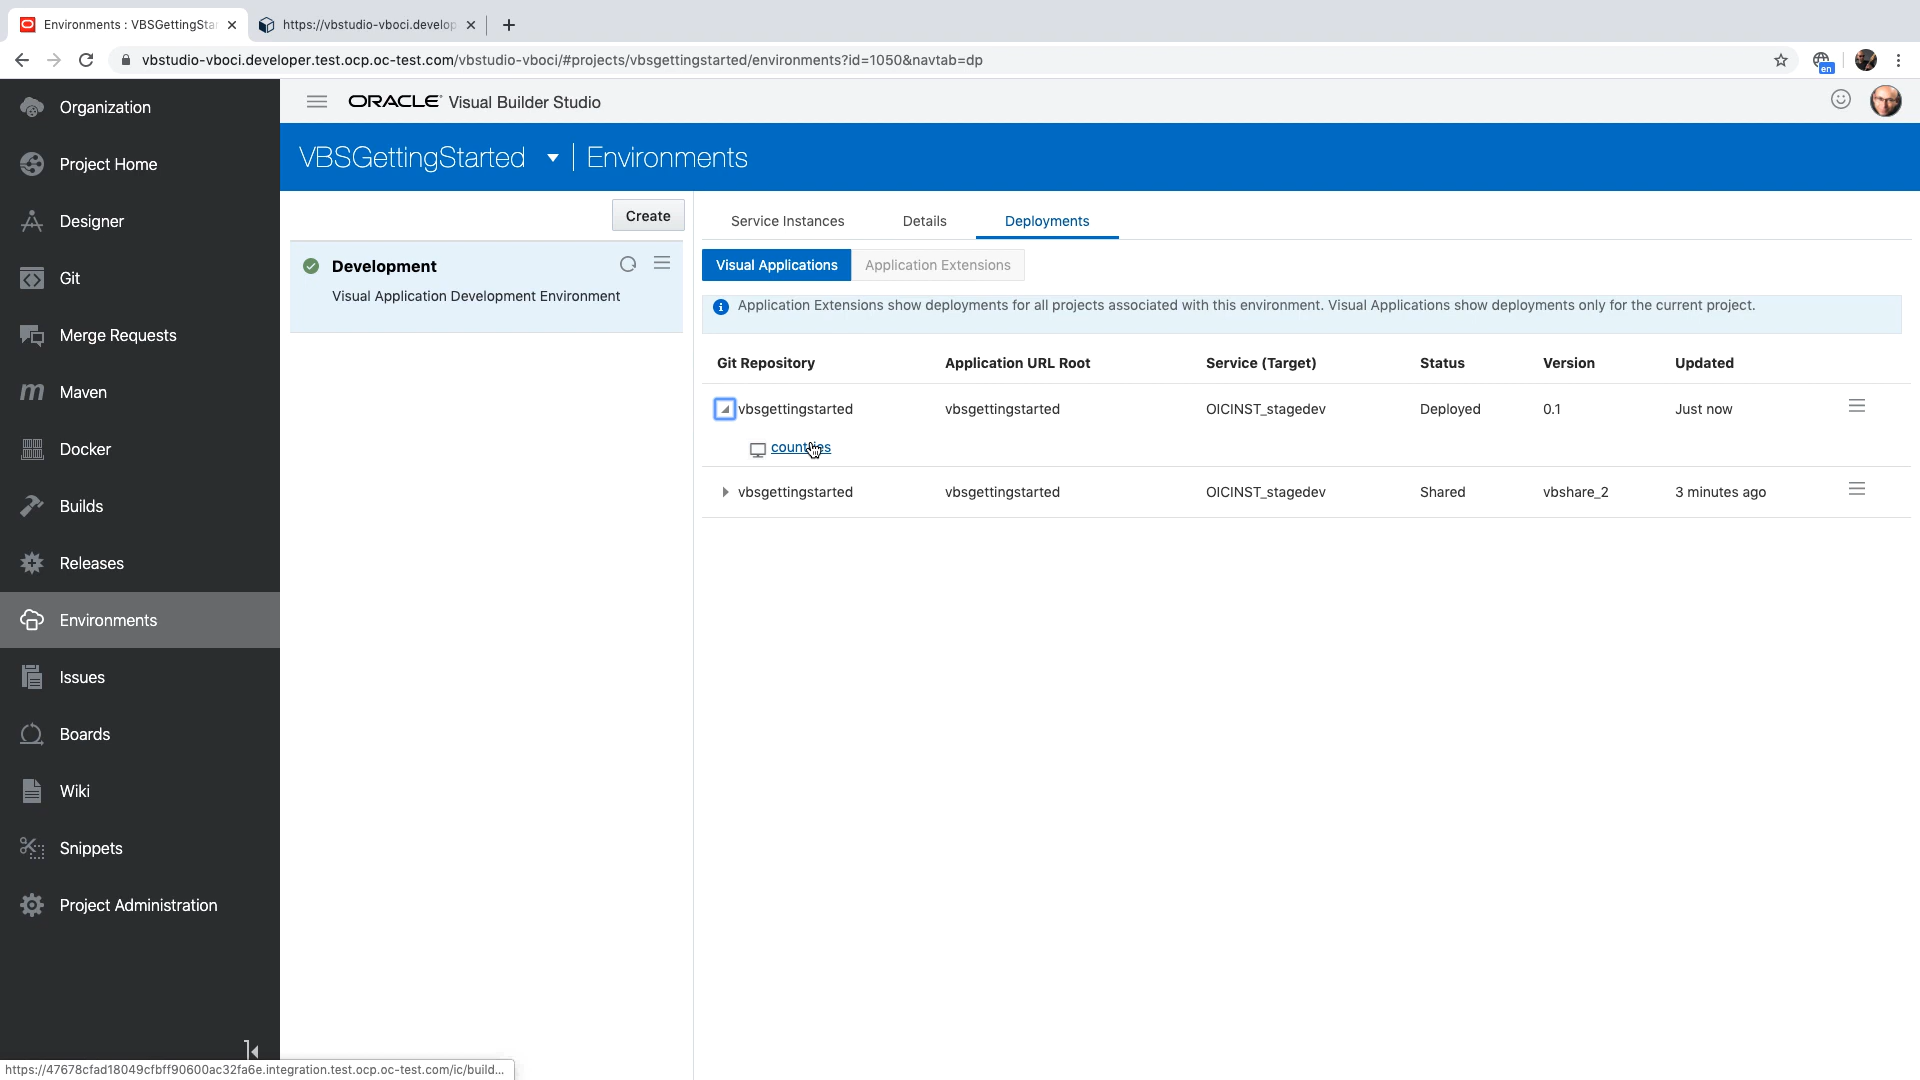 Environments : VBSGettingSta
https://vbstudio-vboci.develop
vbstudio-vboci.developer.test.ocp.oc-test.com/vbstudio-vboci/#projects/vbsgettingstarted/environments?id=1050&navtab=dp
en
Organization
Project Home
Designer
Git
Merge Requests
m Maven
Docker
Builds
Releases
Environments
Issues
Boards
Wiki
Snippets
Project Administration
ORACLE Visual Builder Studio
VBSGettingStarted Environments
Create
Development
Visual Application Development Environment
Service Instances Details Deployments
Visual Applications Application Extensions
Application Extensions show deployments for all projects associated with this environment. Visual Applications show deployments only for the current project.
Git Repository Application URL Root Service (Target) Status Version Updated
vbsgettingstarted vbsgettingstarted OICINST_stagedev Deployed 0.1 Just now
countries
vbsgettingstarted vbsgettingstarted OICINST_stagedev Shared vbshare_2 3 minutes ago
https://47678cfad18049cfbff90600ac32fa6e.integration.test.ocp.oc-test.com/ic/build...